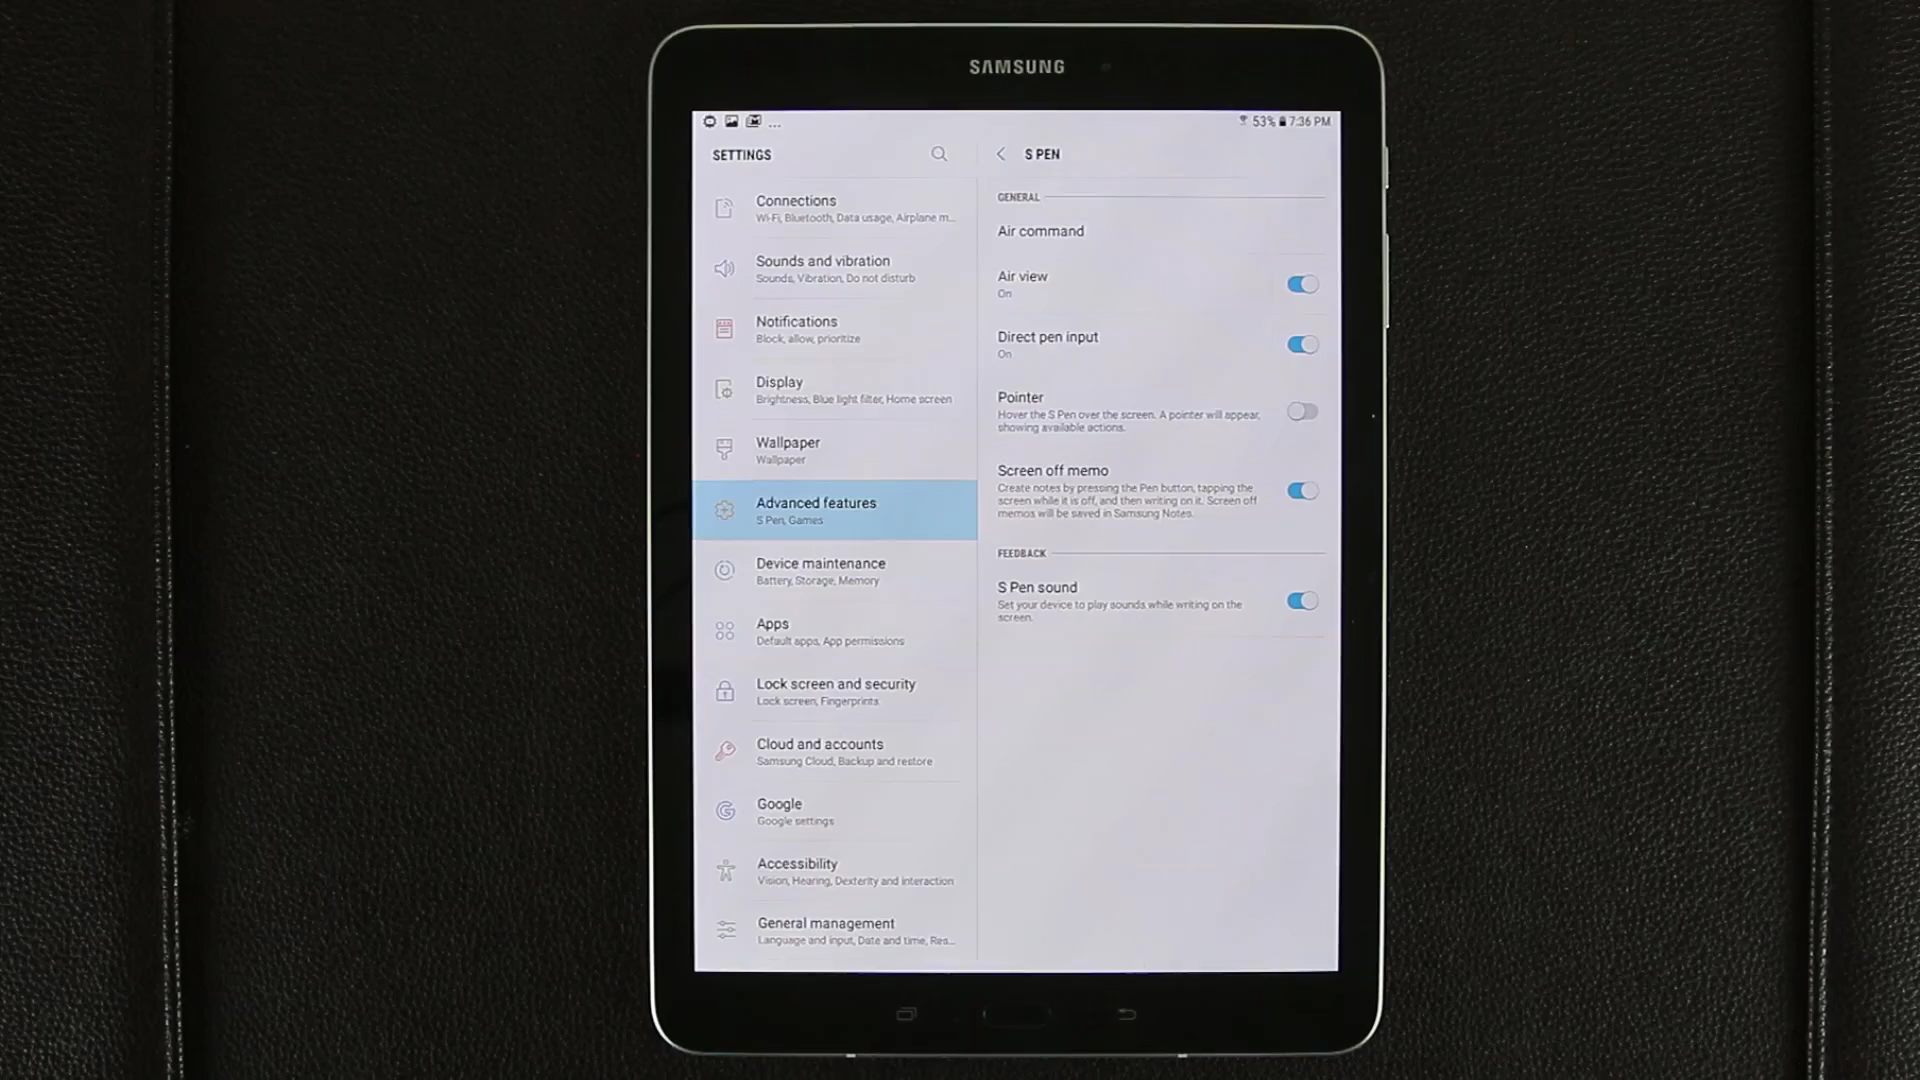 SAMSUNG
...
53% 7:36 PM
SETTINGS
Connections
Wi-Fi, Bluetooth, Data usage, Airplane m...
Sounds and vibration
Sounds, Vibration, Do not disturb
Notifications
Block, allow, prioritize
Display
Brightness, Blue light filter, Home screen
Wallpaper
Wallpaper
Advanced features
S Pen, Games
Device maintenance
Battery, Storage, Memory
Apps
Default apps, App permissions
Lock screen and security
Lock screen, Fingerprints
Cloud and accounts
Samsung Cloud, Backup and restore
Google
Google settings
Accessibility
Vision, Hearing, Dexterity and interaction
General management
Language and input, Date and time, Res...
S PEN
GENERAL
Air command
Air view
On
Direct pen input
On
Pointer
Hover the S Pen over the screen. A pointer will appear,
showing available actions.
Screen off memo
Create notes by pressing the Pen button, tapping the
screen while it is off, and then writing on it. Screen off
memos will be saved in Samsung Notes.
FEEDBACK
S Pen sound
Set your device to play sounds while writing on the
screen.